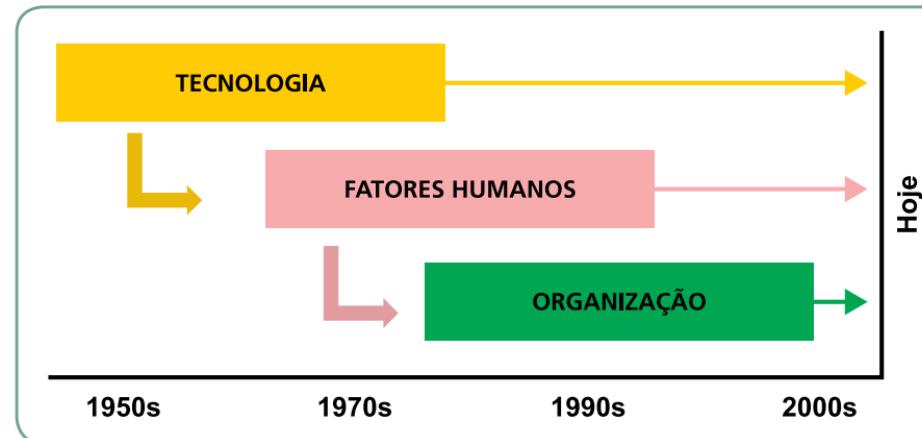 TECNOLOGIA
FATORES HUMANOS
ORGANIZAÇÃO
Hoje
1950s 1970s 1990s 2000s